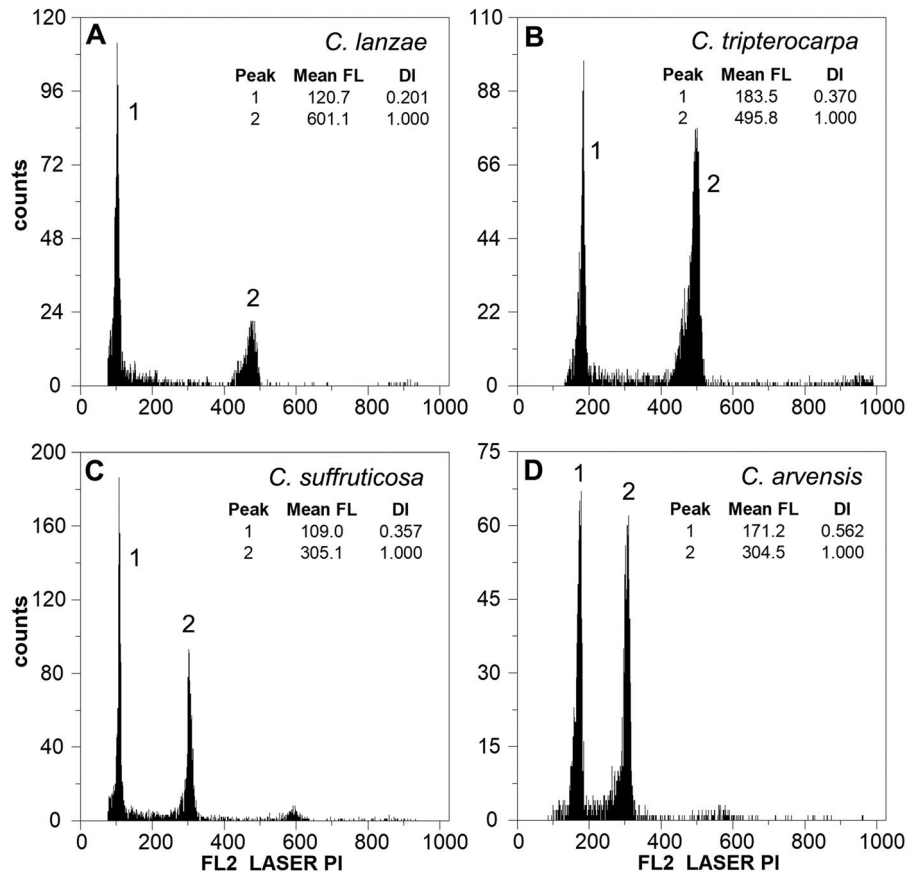 A
C. lanzae
Peak Mean FL DI
1 120.7 0.201
2 601.1 1.000
1
2
counts
120
96
72
48
24
0
0 200 400 600 800 1000
B
C. tripterocarpa
Peak Mean FL DI
1 183.5 0.370
2 495.8 1.000
1
2
110
88
66
44
22
0
0 200 400 600 800 1000
C
C. suffruticosa
Peak Mean FL DI
1 109.0 0.357
2 305.1 1.000
1
2
counts
200
160
120
80
40
0
0 200 400 600 800 1000
FL2 LASER PI
D
C. arvensis
Peak Mean FL DI
1 171.2 0.562
2 304.5 1.000
1
2
75
60
45
30
15
0
0 200 400 600 800 1000
FL2 LASER PI